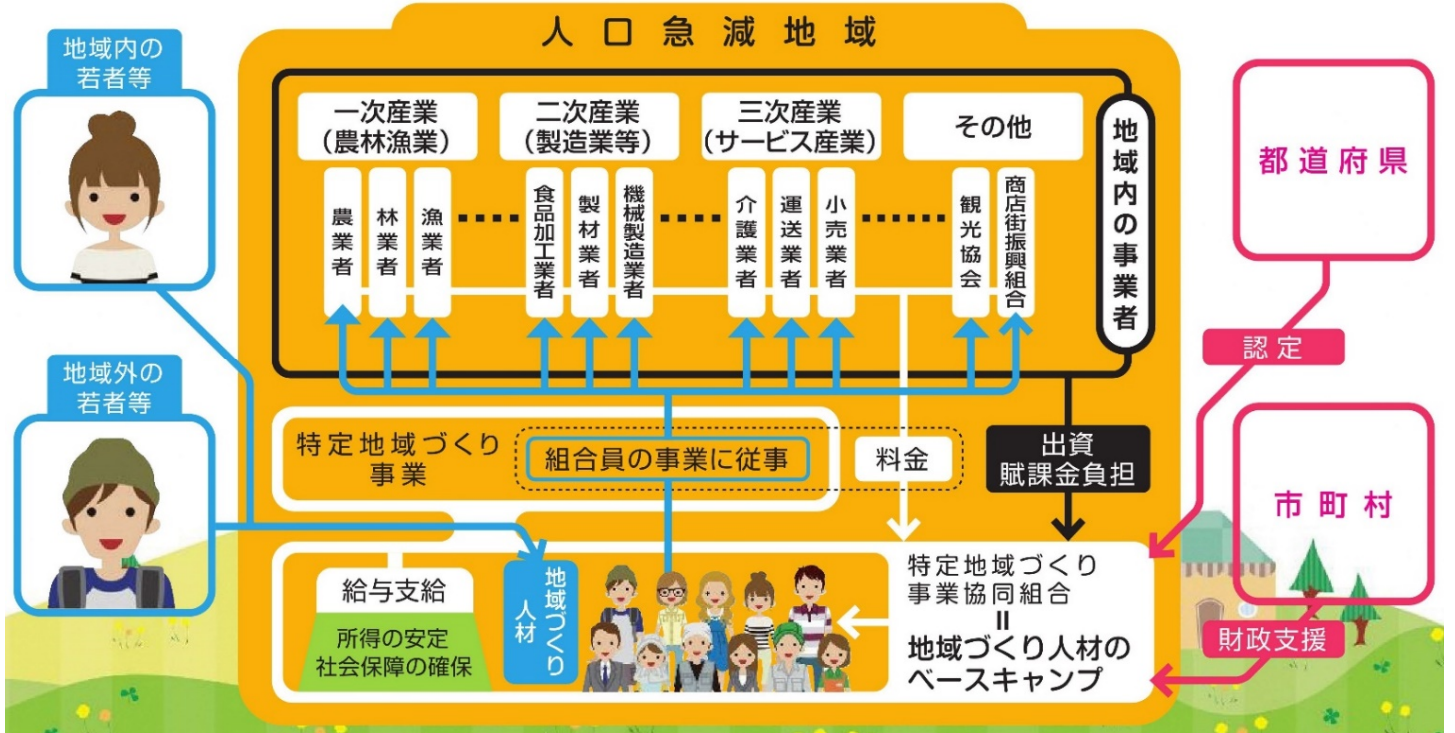 人口急減地域
地域内の
若者等
一次産業
(農林漁業)
二次産業
(製造業等)
三次産業
(サービス産業)
その他
地域内の事業者
農業者
林業者
漁業者
食品加工業者
製材業者
機械製造業者
介護業者
運送業者
小売業者
観光協会
商店街振興組合
都道府県
認定
地域外の
若者等
特定地域づくり
事業
組合員の事業に従事
料金
出資
賦課金負担
市町村
財政支援
給与支給
所得の安定
社会保障の確保
地域づくり
人材
特定地域づくり
事業協同組合
=
地域づくり人材の
ベースキャンプ